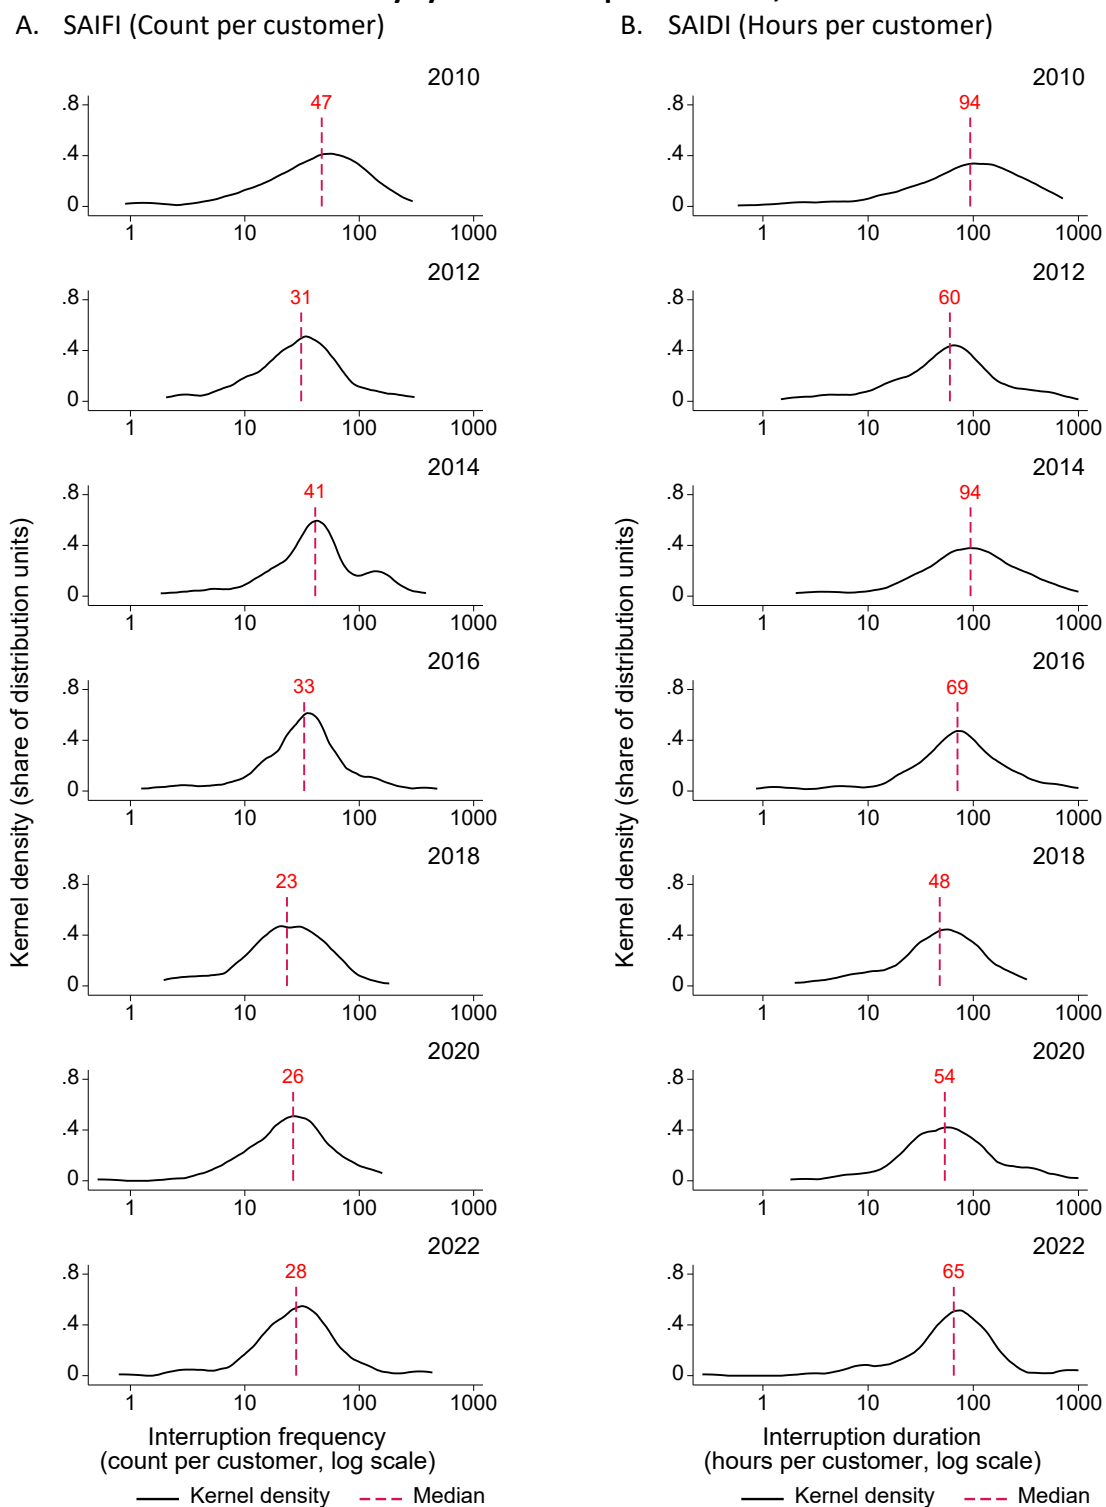 A. SAIFI (Count per customer)
Kernel density (share of distribution units)
2010
47
.8
.4
0
1 10 100 1000
2012
31
.8
.4
0
1 10 100 1000
2014
41
.8
.4
0
1 10 100 1000
2016
33
.8
.4
0
1 10 100 1000
2018
23
.8
.4
0
1 10 100 1000
2020
26
.8
.4
0
1 10 100 1000
2022
28
.8
.4
0
1 10 100 1000
Interruption frequency
(count per customer, log scale)
Kernel density Median
B. SAIDI (Hours per customer)
Kernel density (share of distribution units)
2010
94
.8
.4
0
1 10 100 1000
2012
60
.8
.4
0
1 10 100 1000
2014
94
.8
.4
0
1 10 100 1000
2016
69
.8
.4
0
1 10 100 1000
2018
48
.8
.4
0
1 10 100 1000
2020
54
.8
.4
0
1 10 100 1000
2022
65
.8
.4
0
1 10 100 1000
Interruption duration
(hours per customer, log scale)
Kernel density Median